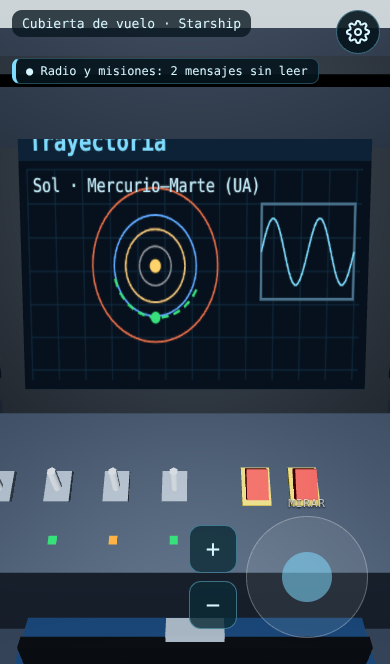 Cubierta de vuelo · Starship
● Radio y misiones: 2 mensajes sin leer
Trayectoria
Sol · Mercurio—Marte (UA)
MIRAR
+
−